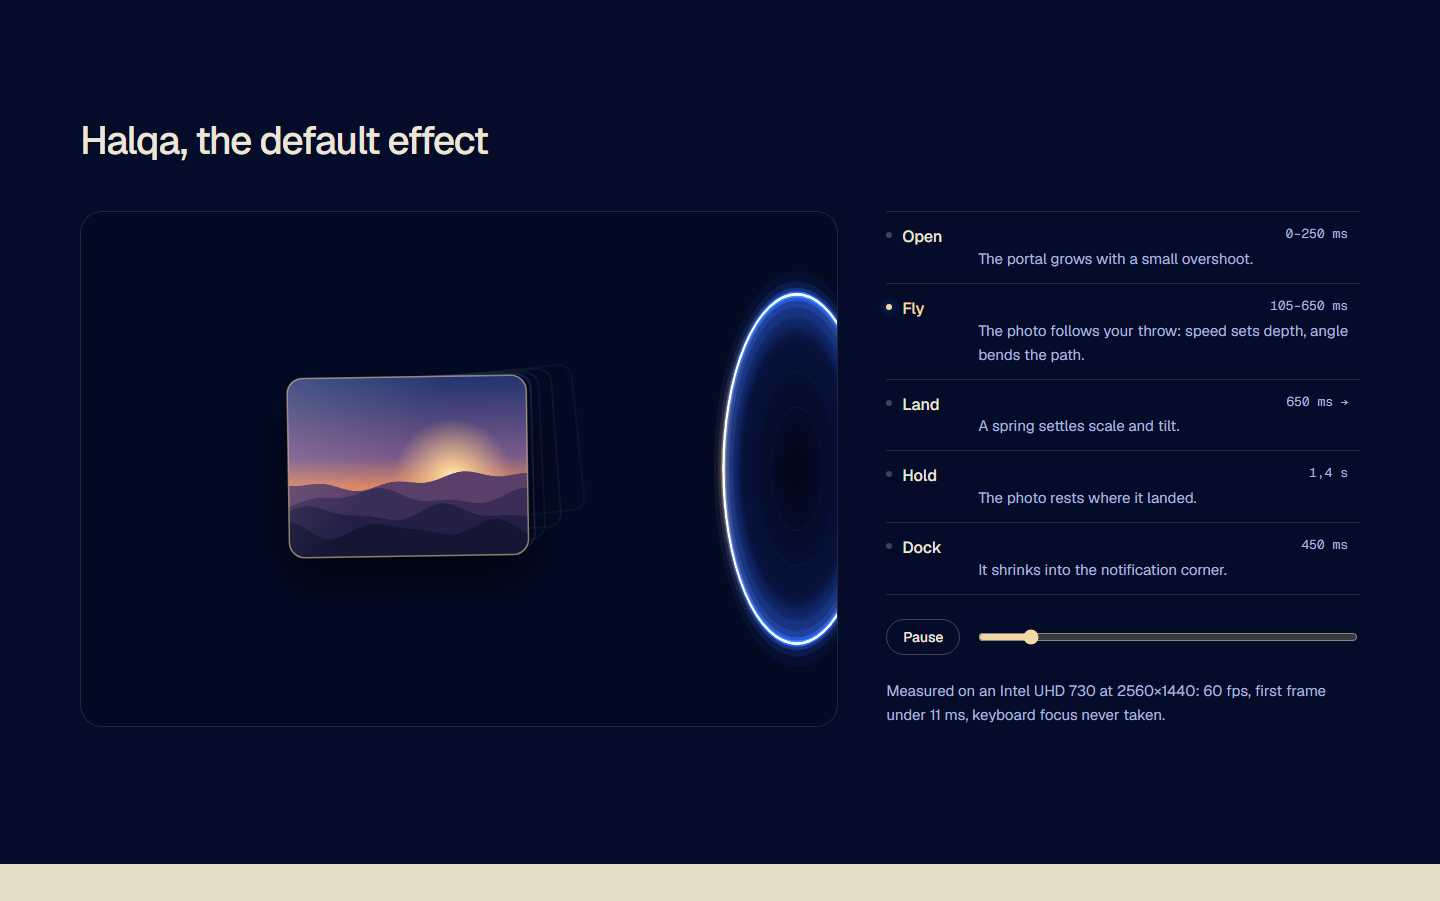 Halqa, the default effect
Open
0–250 ms
The portal grows with a small overshoot.
Fly
105–650 ms
The photo follows your throw: speed sets depth, angle
bends the path.
Land
650 ms →
A spring settles scale and tilt.
Hold
1,4 s
The photo rests where it landed.
Dock
450 ms
It shrinks into the notification corner.
Pause
Measured on an Intel UHD 730 at 2560×1440: 60 fps, first frame
under 11 ms, keyboard focus never taken.